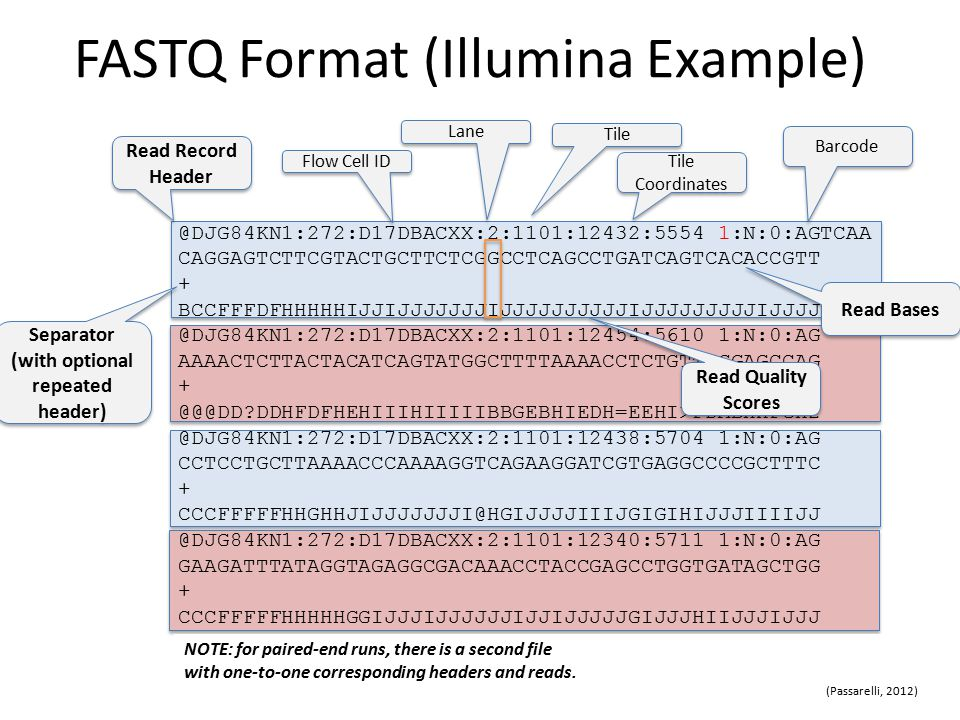 FASTQ Format (Illumina Example)
Lane
Tile
Barcode
Read Record
Header
Flow Cell ID
Tile
Coordinates
@DJG84KN1:272:D17DBACXX:2:1101:12432:5554 1:N:0:AGTCAA
CAGGAGTCTTCGTACTGCTTCTCGGCCTCAGCCTGATCAGTCACACCGTT
+
BCCFFFDFHHHHHIJJIJJJJJJJIJJJJJJJJJJIJJJJJJJJJIJJJJ
Read Bases
Separator
(with optional
repeated
header)
@DJG84KN1:272:D17DBACXX:2:1101:12454:5610 1:N:0:AG
AAAACTCTTACTACATCAGTATGGCTTTTAAAACCTCTGT GGAGCCAG
+
@@@DD?DDHFDFHEHIIIHIIIIIBBGEBHIEDH=EEHI
Read Quality
Scores
@DJG84KN1:272:D17DBACXX:2:1101:12438:5704 1:N:0:AG
CCTCCTGCTTAAAACCCAAAAGGTCAGAAGGATCGTGAGGCCCCGCTTTC
+
CCCFFFFFHHGHHJIJJJJJJJI@HGIJJJJIIIJGIGIHIJJJIIIIJJ
@DJG84KN1:272:D17DBACXX:2:1101:12340:5711 1:N:0:AG
GAAGATTTATAGGTAGAGGCGACAAACCTACCGAGCCTGGTGATAGCTGG
+
CCCFFFFFHHHHHGGIJJJIJJJJJJIJJIJJJJJGIJJJHIIJJJIJJJ
NOTE: for paired-end runs, there is a second file
with one-to-one corresponding headers and reads.
(Passarelli, 2012)